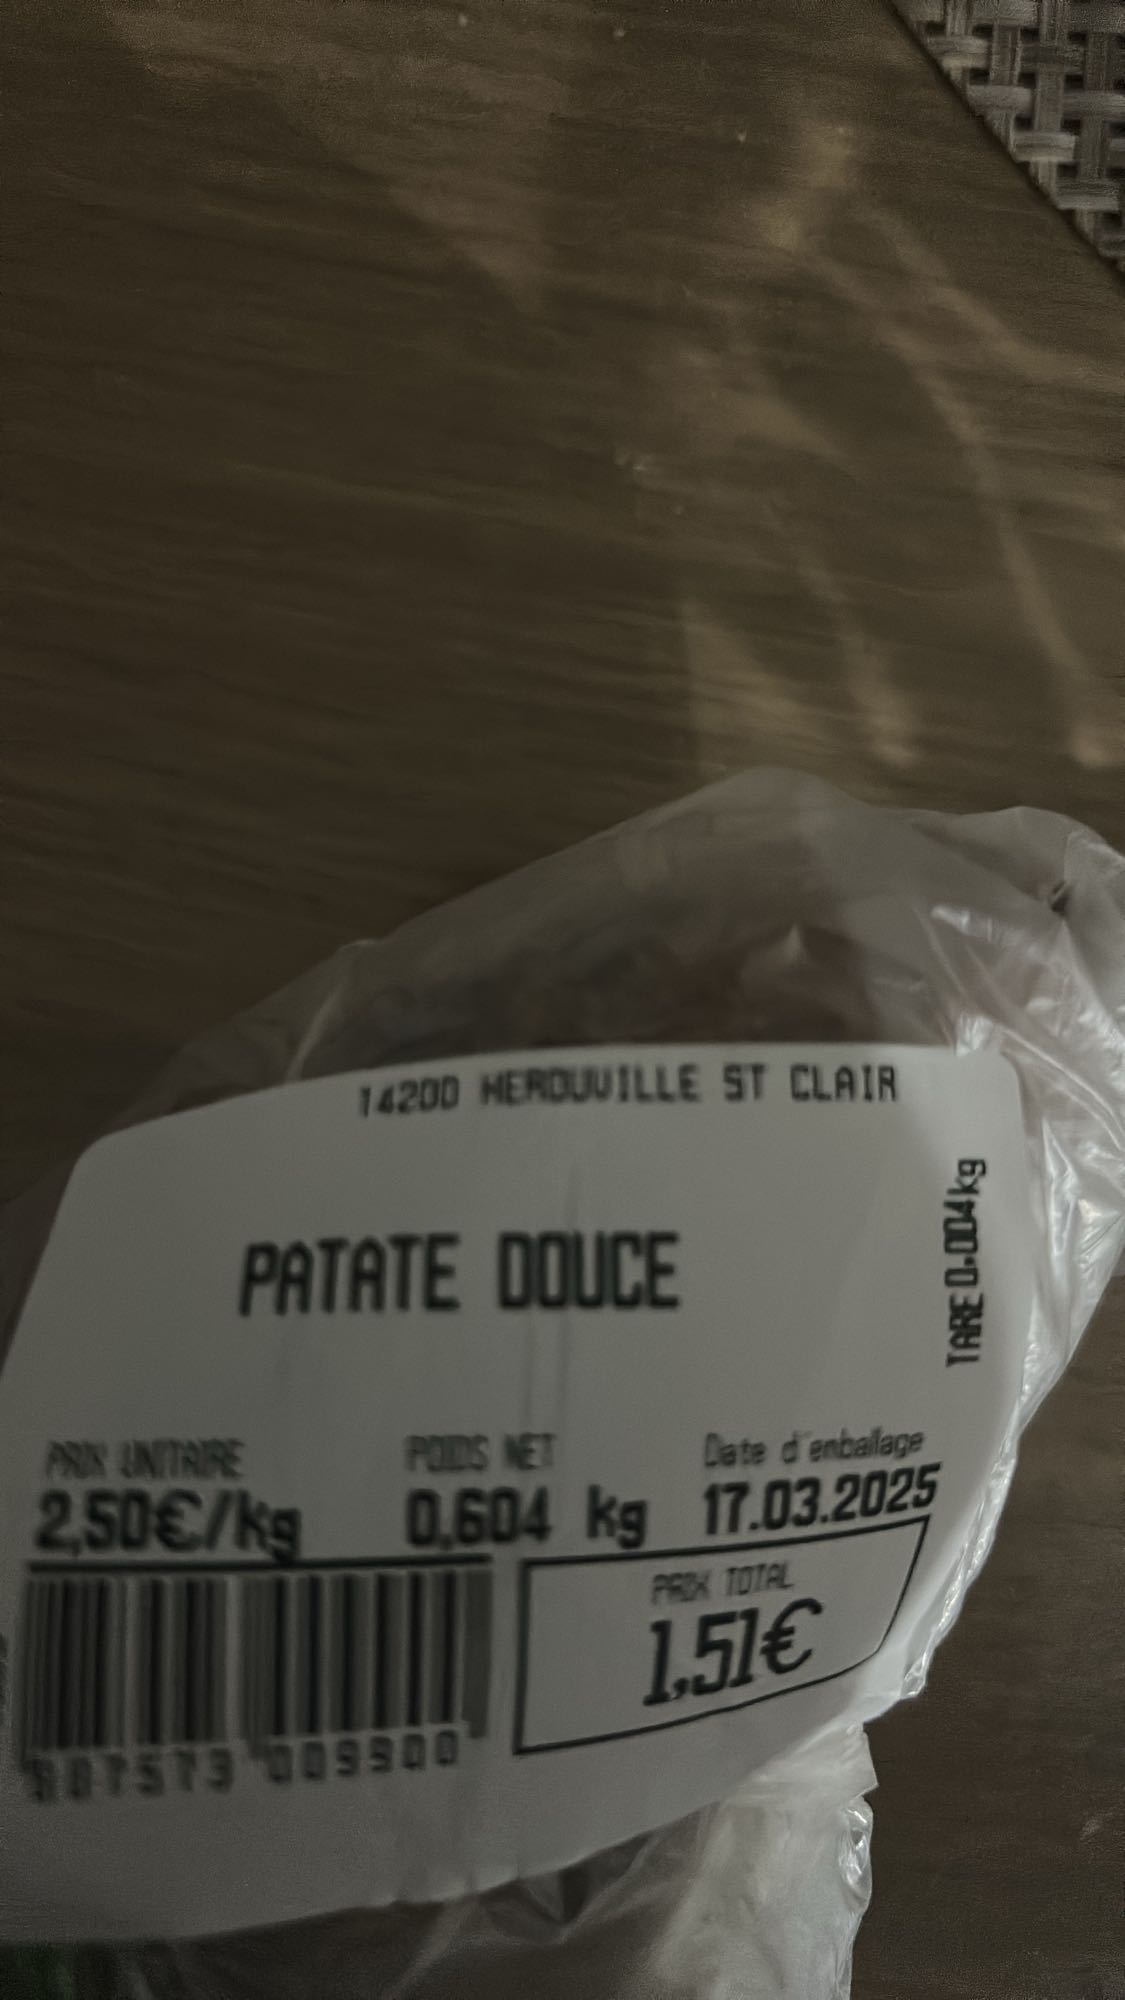 14200 HEROUVILLE ST CLAIR
TARE 0.004kg
PATATE DOUCE
PRIX UNITAIRE POIDS NET Date d'emballage
2,50€/kg 0,604 kg 17.03.2025
PRIX TOTAL
1,51€